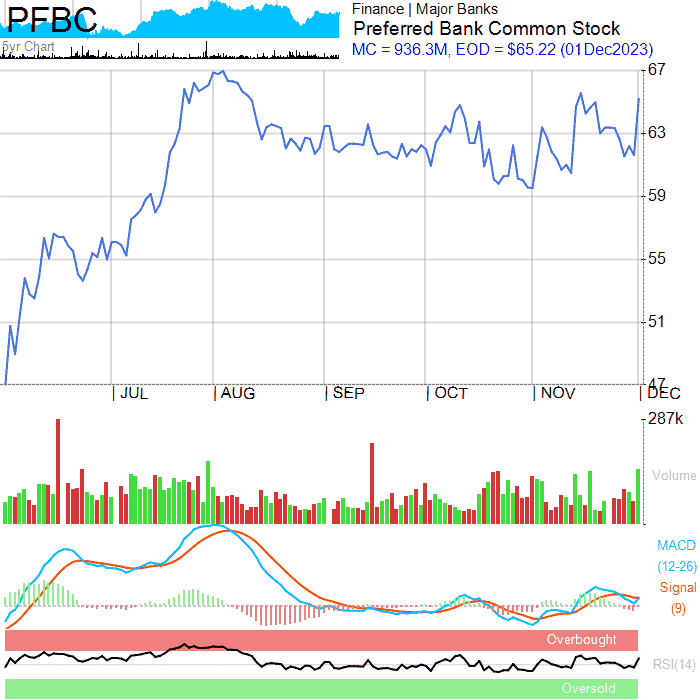 PFBC
5yr Chart
Finance | Major Banks
Preferred Bank Common Stock
MC = 936.3M, EOD = $65.22 (01Dec2023)
67
63
59
55
51
47
JUL
AUG
SEP
OCT
NOV
DEC
287k
Volume
MACD
(12-26)
Signal
(9)
Overbought
RSI(14)
Oversold